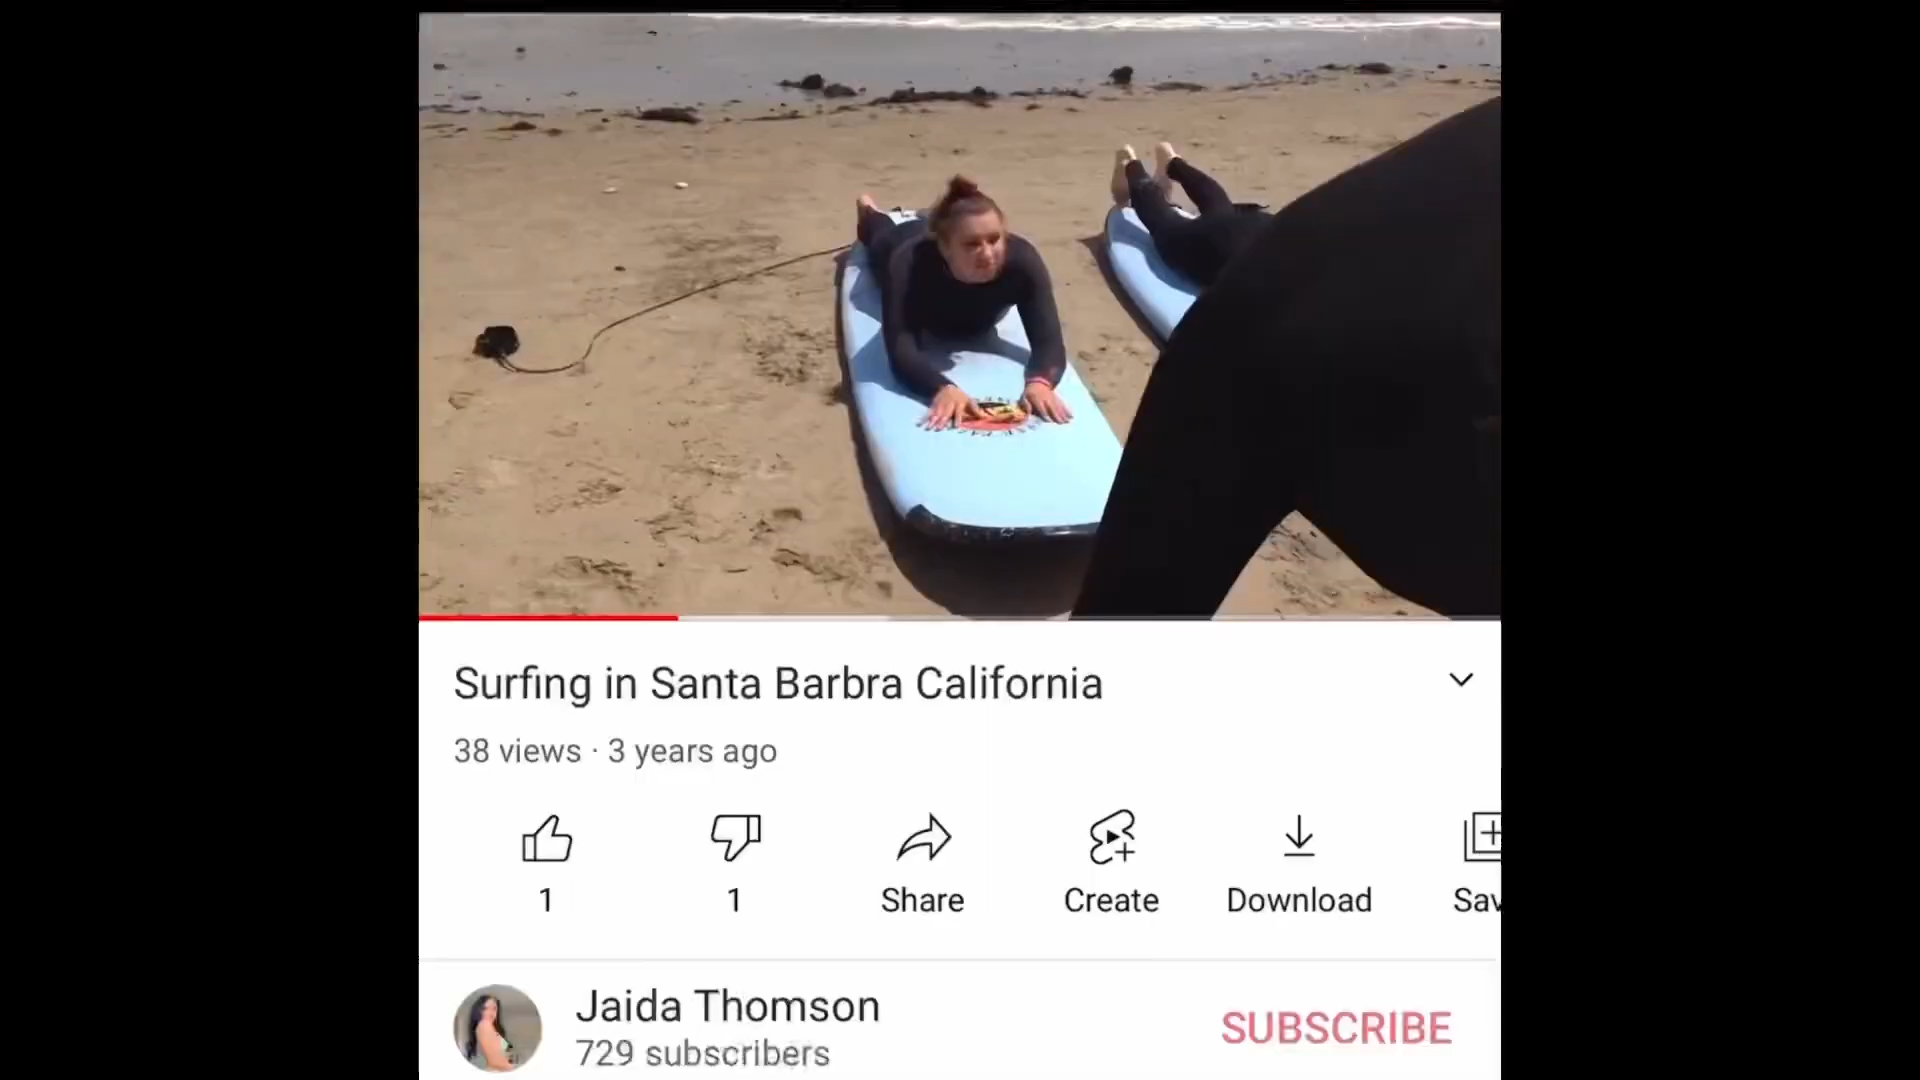 Surfing in Santa Barbra California
38 views · 3 years ago
1
1
Share
Create
Download
Sav
Jaida Thomson
729 subscribers
SUBSCRIBE